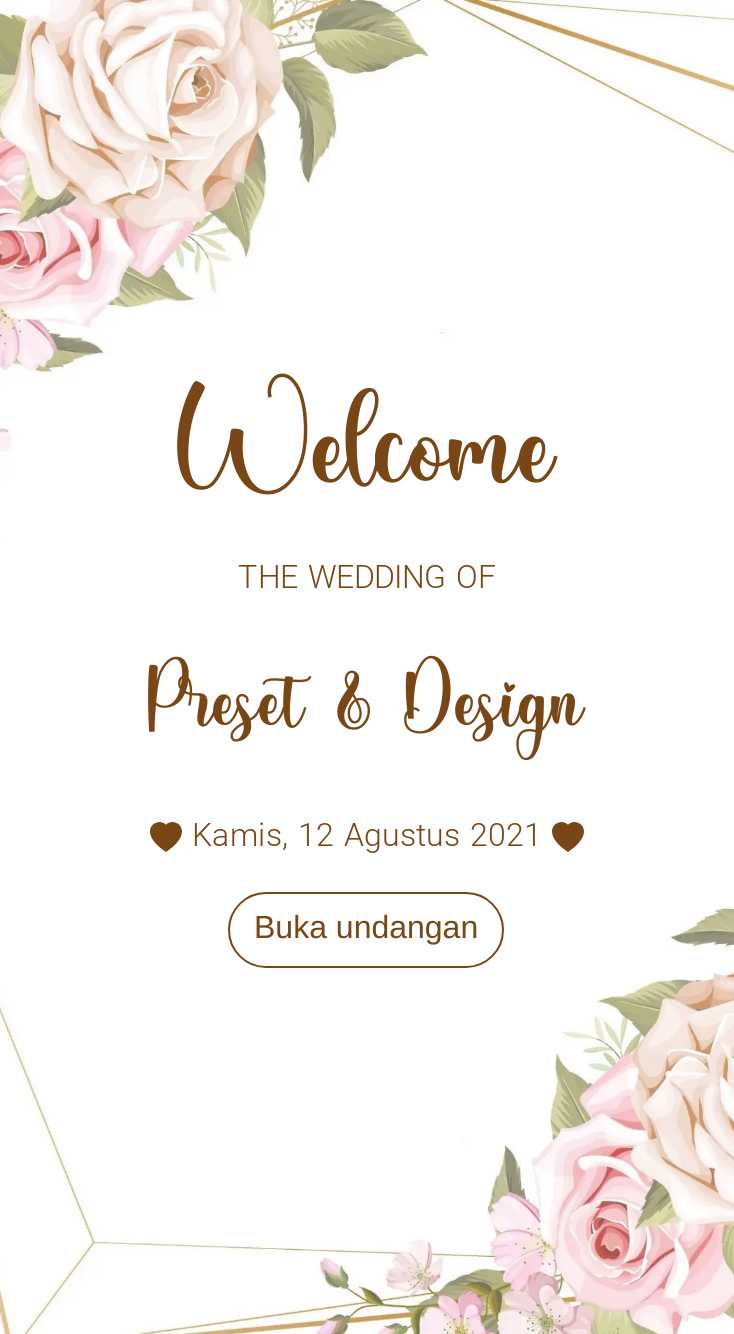 Welcome
THE WEDDING OF
Preset & Design
Kamis, 12 Agustus 2021
Buka undangan